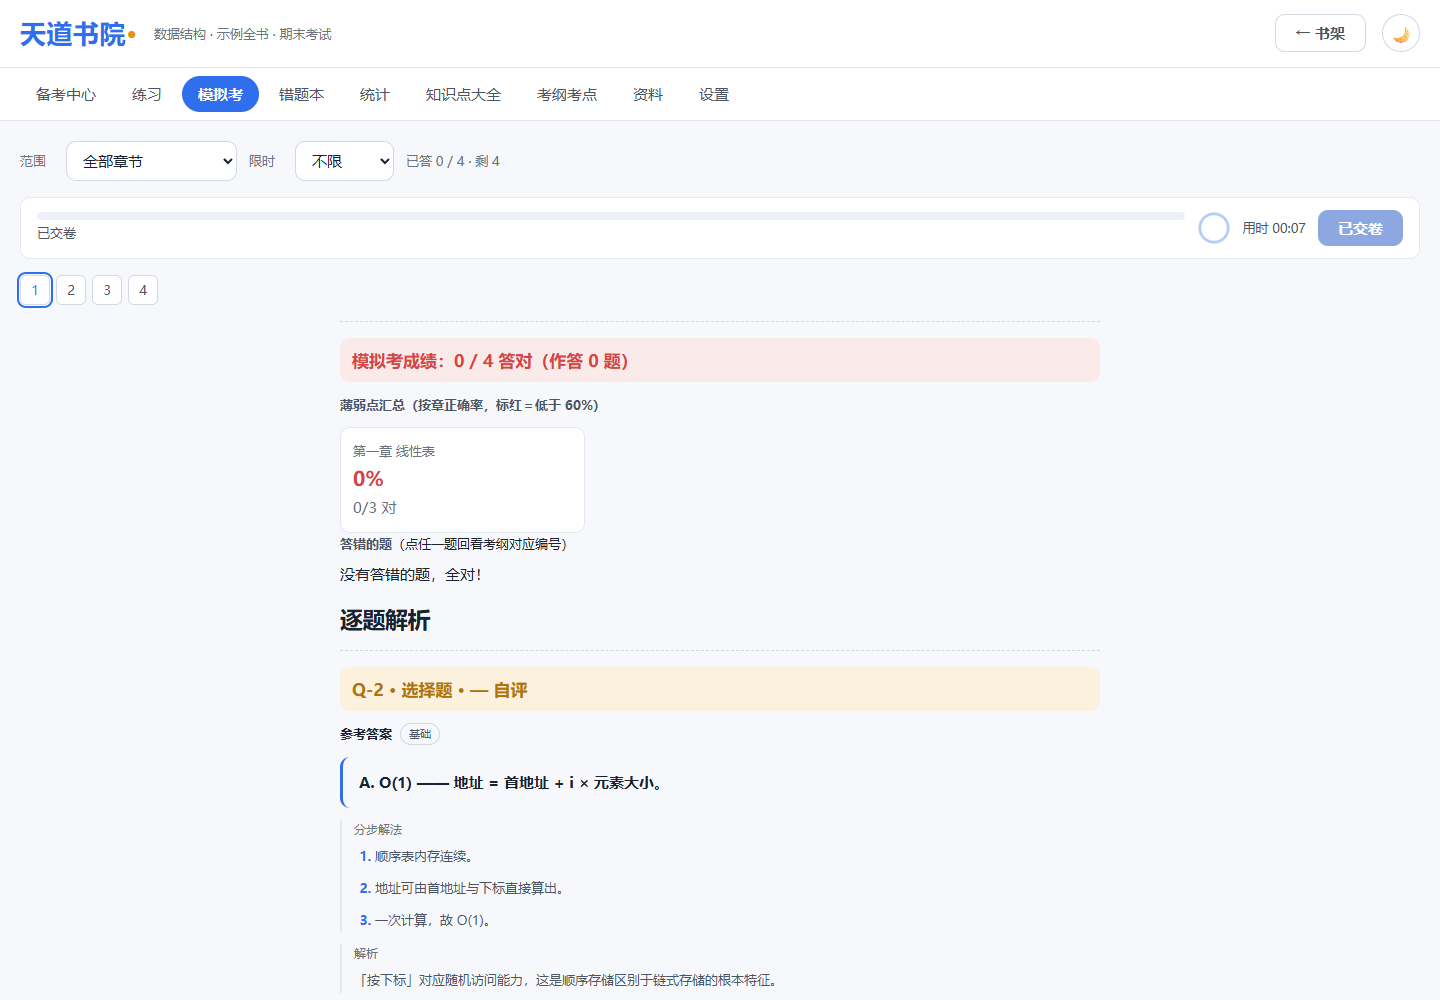 天道书院
数据结构 · 示例全书 · 期末考试
← 书架
备考中心 练习 模拟考 错题本 统计 知识点大全 考纲考点 资料 设置
范围 全部章节 限时 不限 已答 0 / 4 · 剩 4
已交卷
用时 00:07
已交卷
1 2 3 4
模拟考成绩：0 / 4 答对（作答 0 题）
薄弱点汇总（按章正确率，标红＝低于 60%）
第一章 线性表
0%
0/3 对
答错的题（点任一题回看考纲对应编号）
没有答错的题，全对！
逐题解析
Q-2 • 选择题 • — 自评
参考答案 基础
A. O(1) —— 地址 = 首地址 + i × 元素大小。
分步解法
1. 顺序表内存连续。
2. 地址可由首地址与下标直接算出。
3. 一次计算，故 O(1)。
解析
「按下标」对应随机访问能力，这是顺序存储区别于链式存储的根本特征。